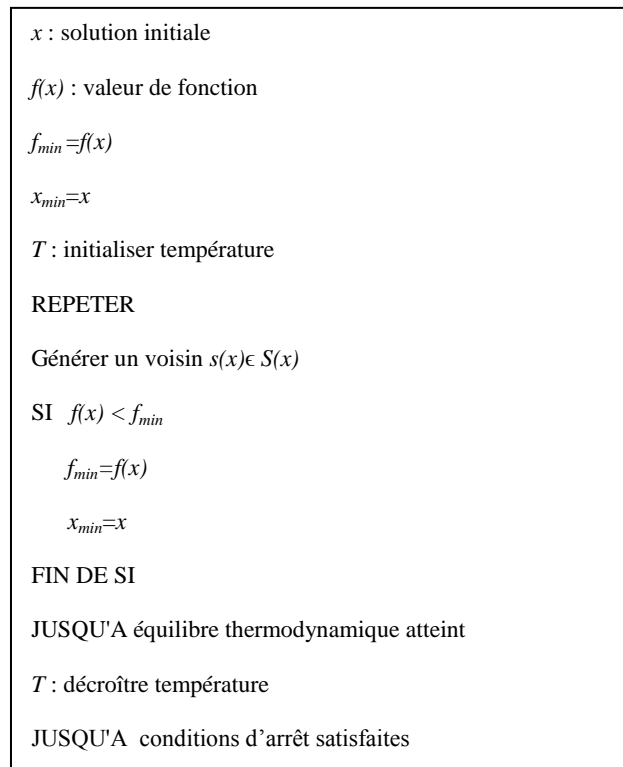 x : solution initiale
f(x) : valeur de fonction
fmin =f(x)
xmin=x
T : initialiser température
REPETER
Générer un voisin s(x)ϵ S(x)
SI f(x) < fmin
fmin=f(x)
xmin=x
FIN DE SI
JUSQU'A équilibre thermodynamique atteint
T : décroître température
JUSQU'A conditions d’arrêt satisfaites